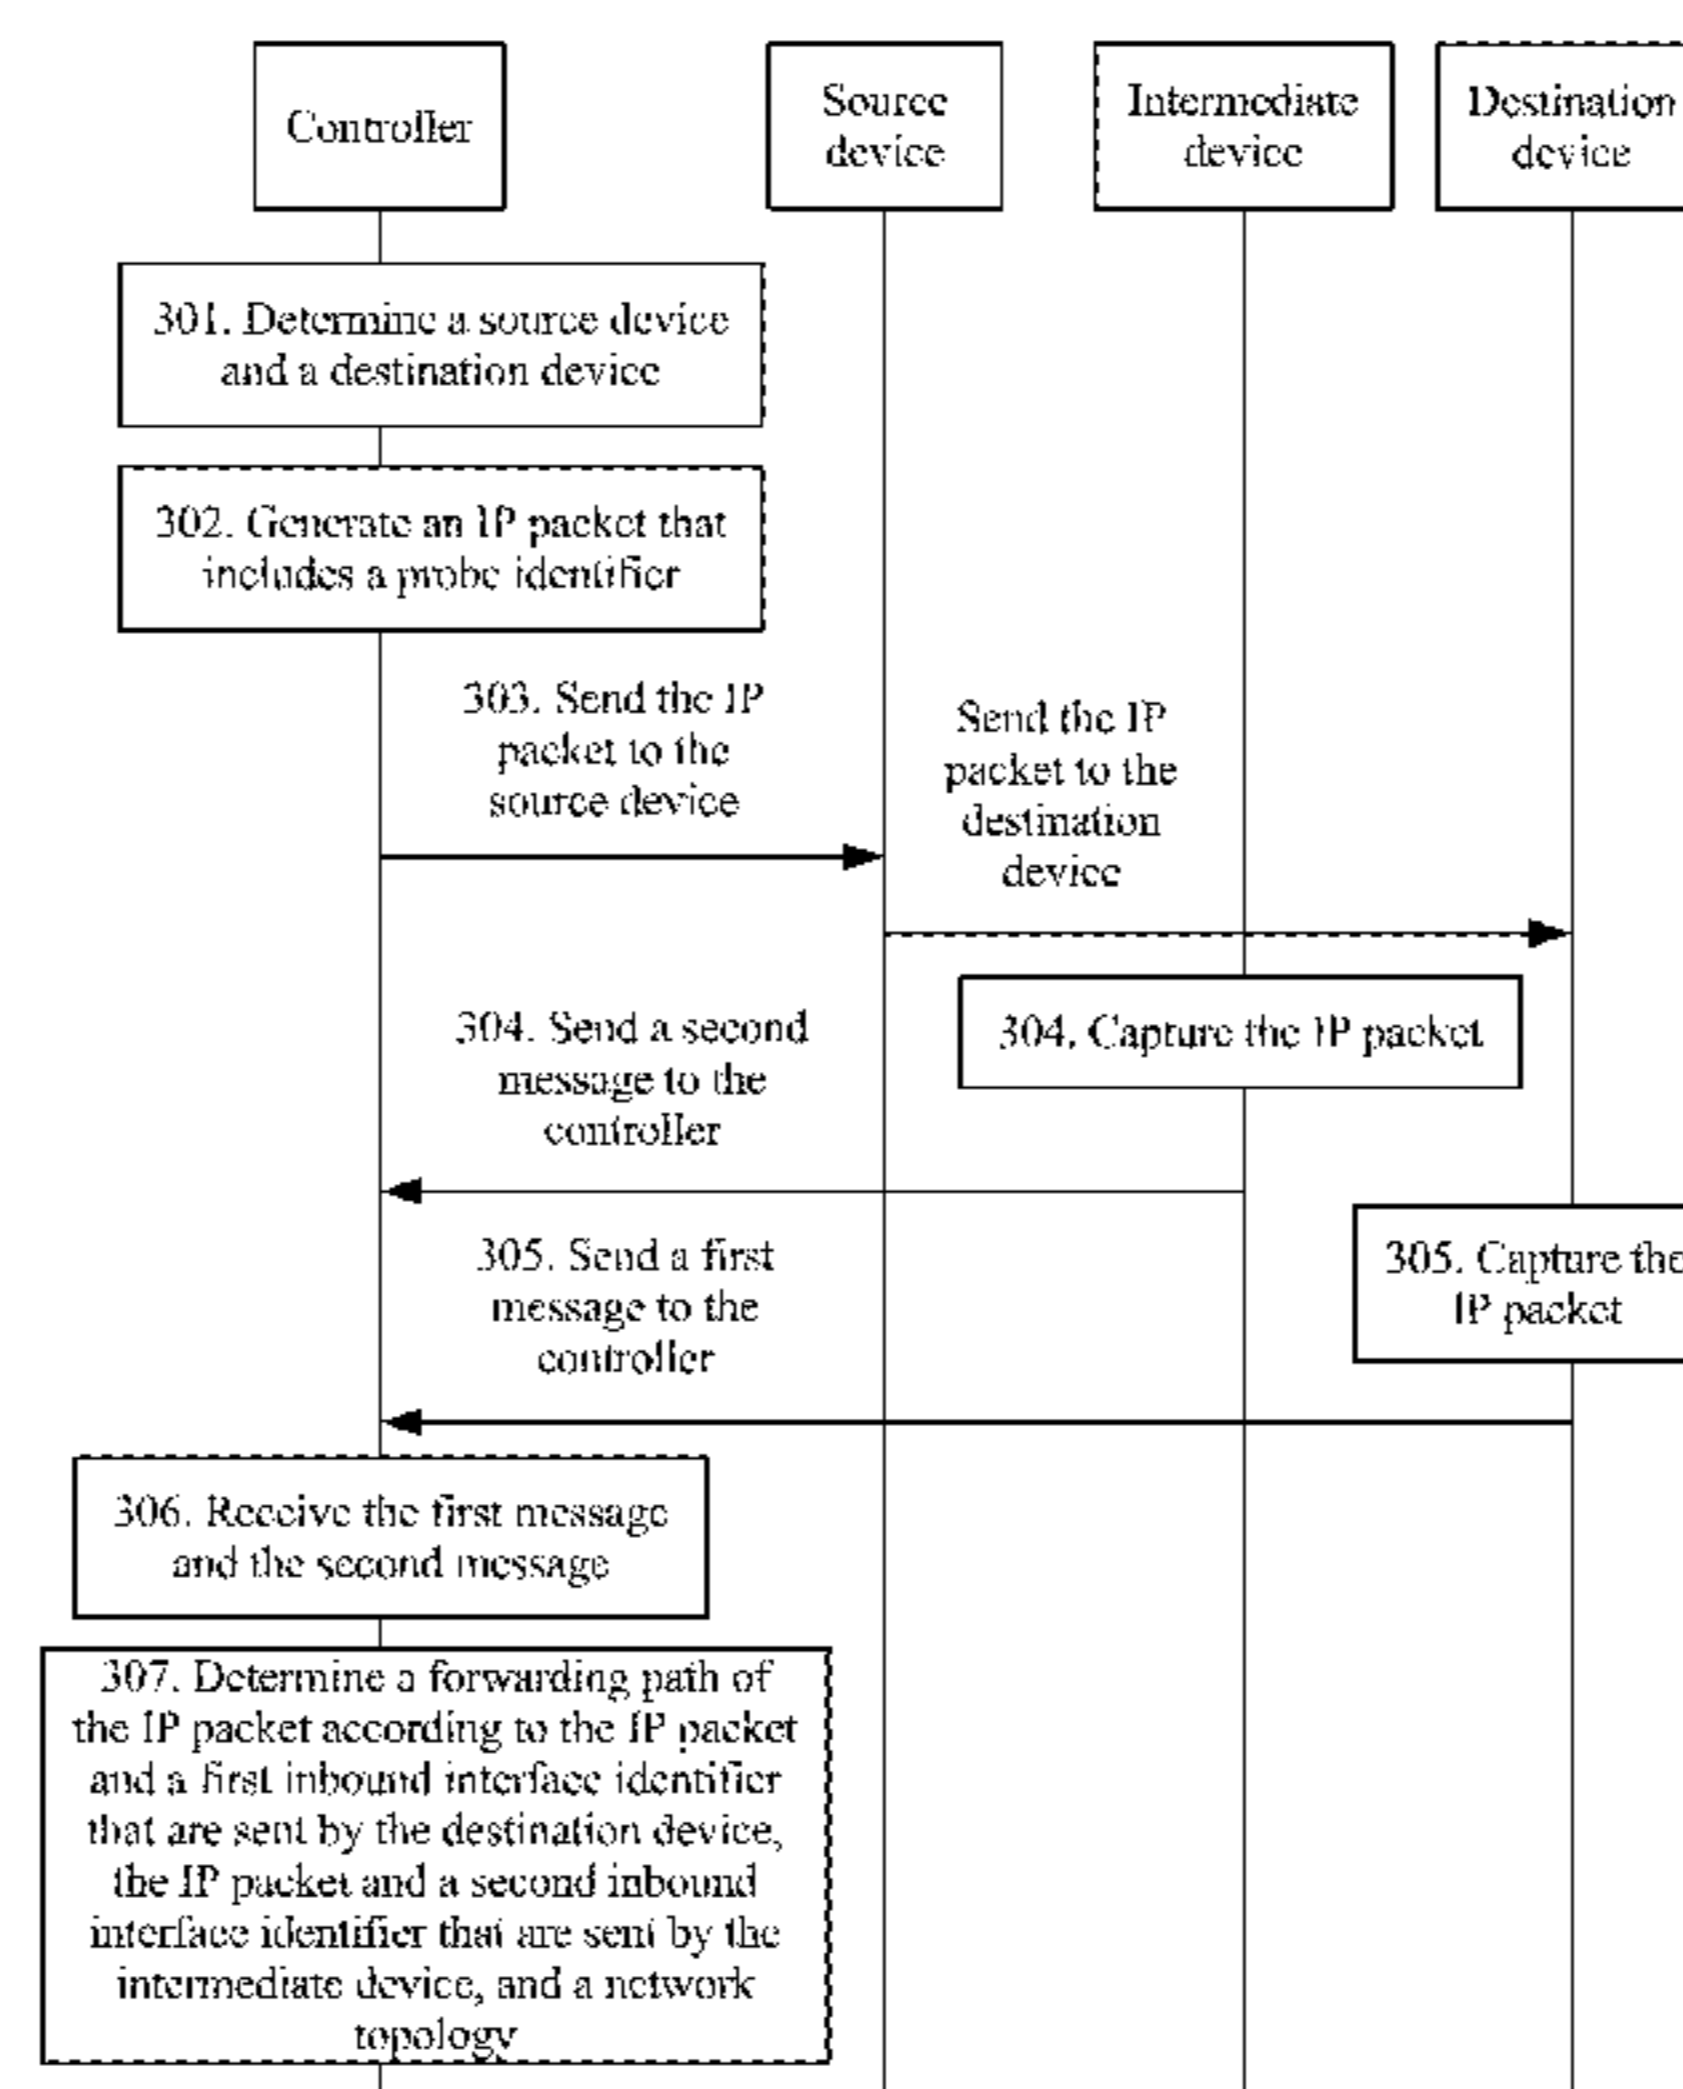 Controller
Source
device
Intermediate
device
Destination
device
301. Determine a source device
and a destination device
302. Generate an IP packet that
includes a probe identifier
303. Send the IP
packet to the
source device
Send the IP
packet to the
destination
device
304. Capture the IP packet
304. Send a second
message to the
controller
305. Capture the
IP packet
305. Send a first
message to the
controller
306. Receive the first message
and the second message
307. Determine a forwarding path of
the IP packet according to the IP packet
and a first inbound interface identifier
that are sent by the destination device,
the IP packet and a second inbound
interface identifier that are sent by the
intermediate device, and a network
topology